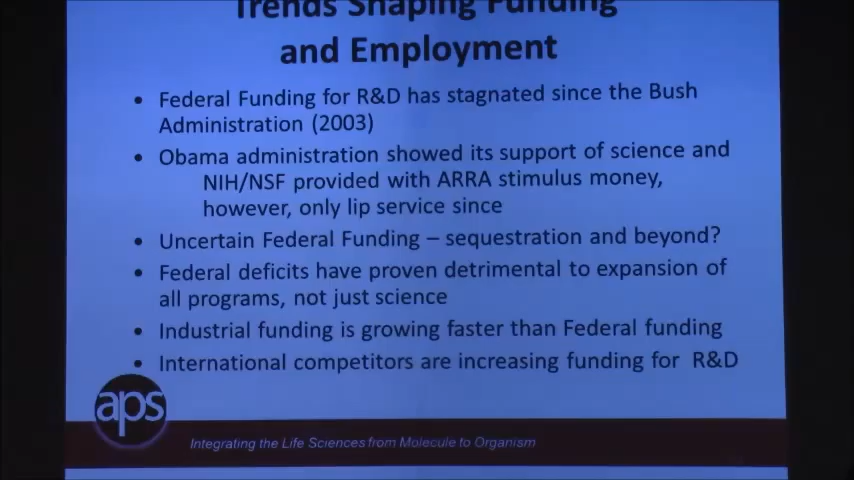 Trends Shaping Funding
and Employment
• Federal Funding for R&D has stagnated since the Bush
Administration (2003)
• Obama administration showed its support of science and
NIH/NSF provided with ARRA stimulus money,
however, only lip service since
• Uncertain Federal Funding – sequestration and beyond?
• Federal deficits have proven detrimental to expansion of
all programs, not just science
• Industrial funding is growing faster than Federal funding
• International competitors are increasing funding for R&D
aps
Integrating the Life Sciences from Molecule to Organism